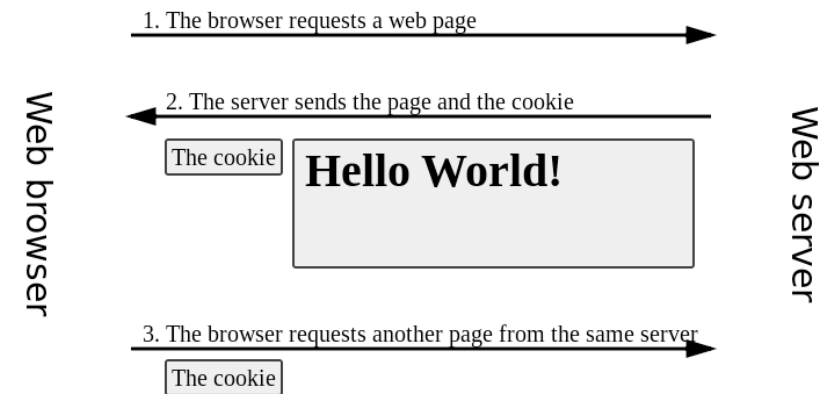 1. The browser requests a web page
Web browser
2. The server sends the page and the cookie
Web server
The cookie
Hello World!
3. The browser requests another page from the same server
The cookie